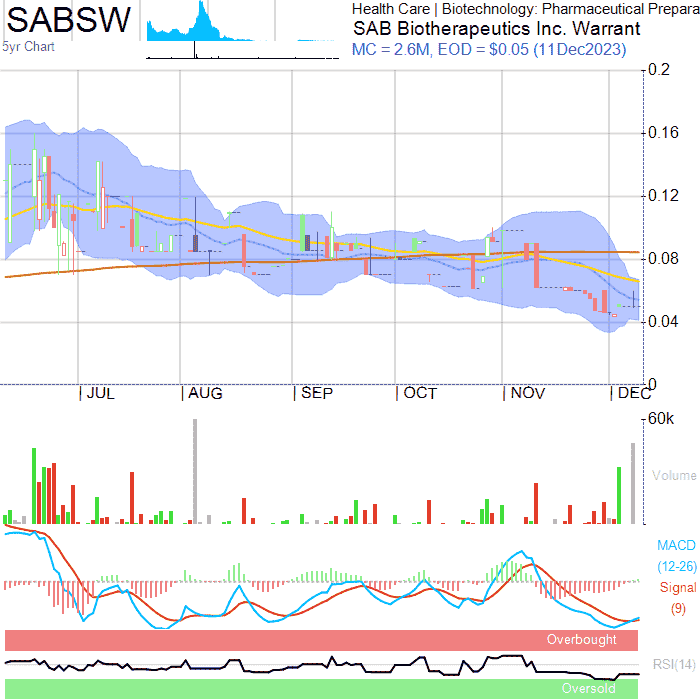 SABSW
5yr Chart
Health Care | Biotechnology: Pharmaceutical Prepara
SAB Biotherapeutics Inc. Warrant
MC = 2.6M, EOD = $0.05 (11Dec2023)
0.2
0.16
0.12
0.08
0.04
0
JUL AUG SEP OCT NOV DEC
60k
Volume
MACD
(12-26)
Signal
(9)
Overbought
RSI(14)
Oversold